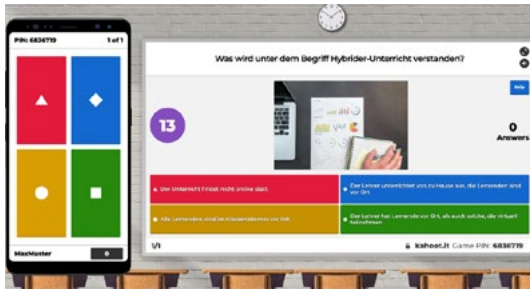 PIN: 6836719
1 of 1
MaxMuster
0
Was wird unter dem Begriff Hybrider-Unterricht verstanden?
13
Skip
0
Answers
Der Unterricht findet nicht online statt
Der Lehrer unterrichtet von zu Hause aus, die Lernenden sind
vor Ort
Alle Lernenden sind im Klassenzimmer vor Ort
Der Lehrer hat Lernende vor Ort, als auch solche, die virtuell
teilnehmen
1/1
kahoot.it Game PIN: 6836719